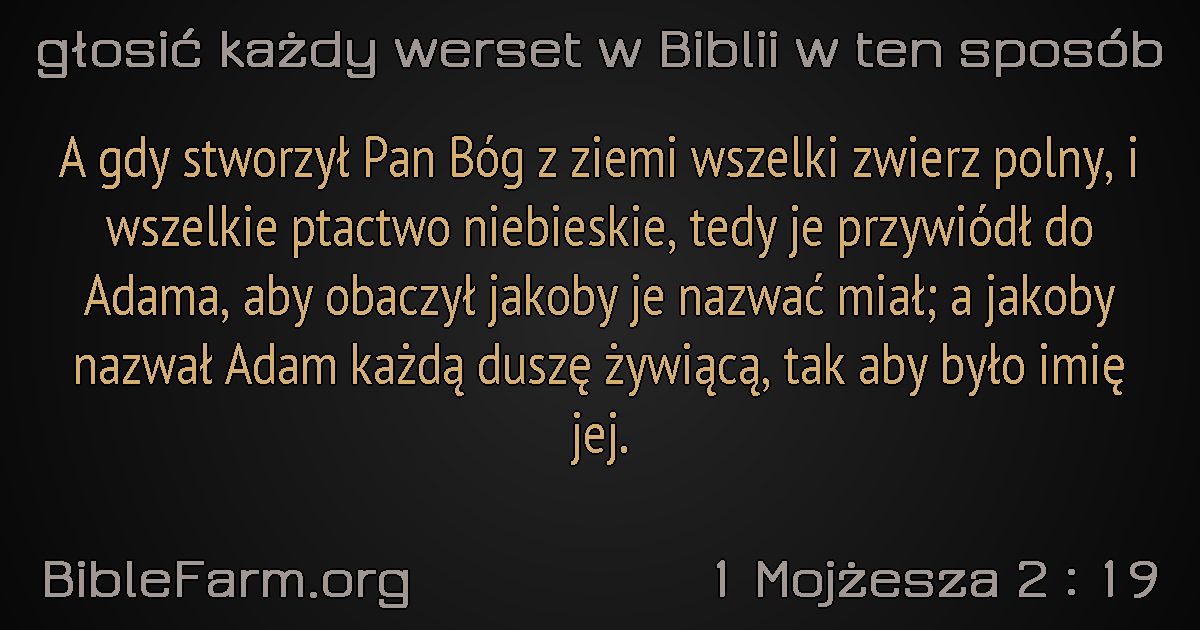 głosić każdy werset w Biblii w ten sposób
A gdy stworzył Pan Bóg z ziemi wszelki zwierz polny, i
wszelkie ptactwo niebieskie, tedy je przywiódł do
Adama, aby obaczył jakoby je nazwać miał; a jakoby
nazwał Adam każdą duszę żywiącą, tak aby było imię
jej.
BibleFarm.org
1 Mojżesza 2 : 19